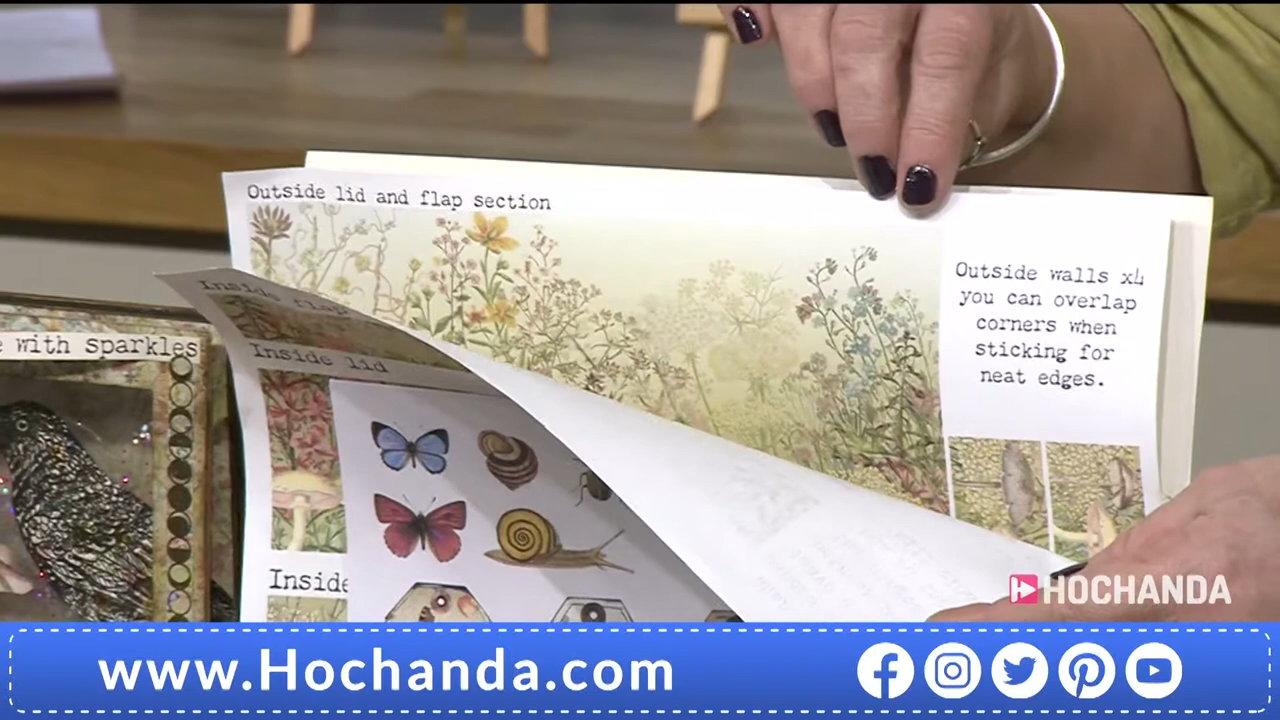 Outside lid and flap section
Inside flap
Inside lid
Outside walls x4
you can overlap
corners when
sticking for
neat edges.
with sparkles
Inside
HOCHANDA
www.Hochanda.com